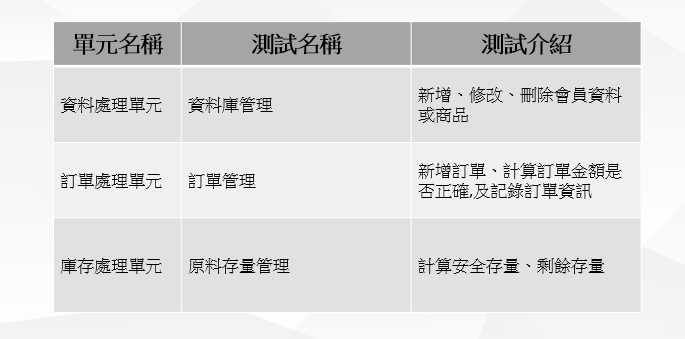 單元名稱 測試名稱 測試介紹
資料處理單元 資料庫管理 新增、修改、刪除會員資料
或商品
訂單處理單元 訂單管理 新增訂單、計算訂單金額是
否正確,及記錄訂單資訊
庫存處理單元 原料存量管理 計算安全存量、剩餘存量